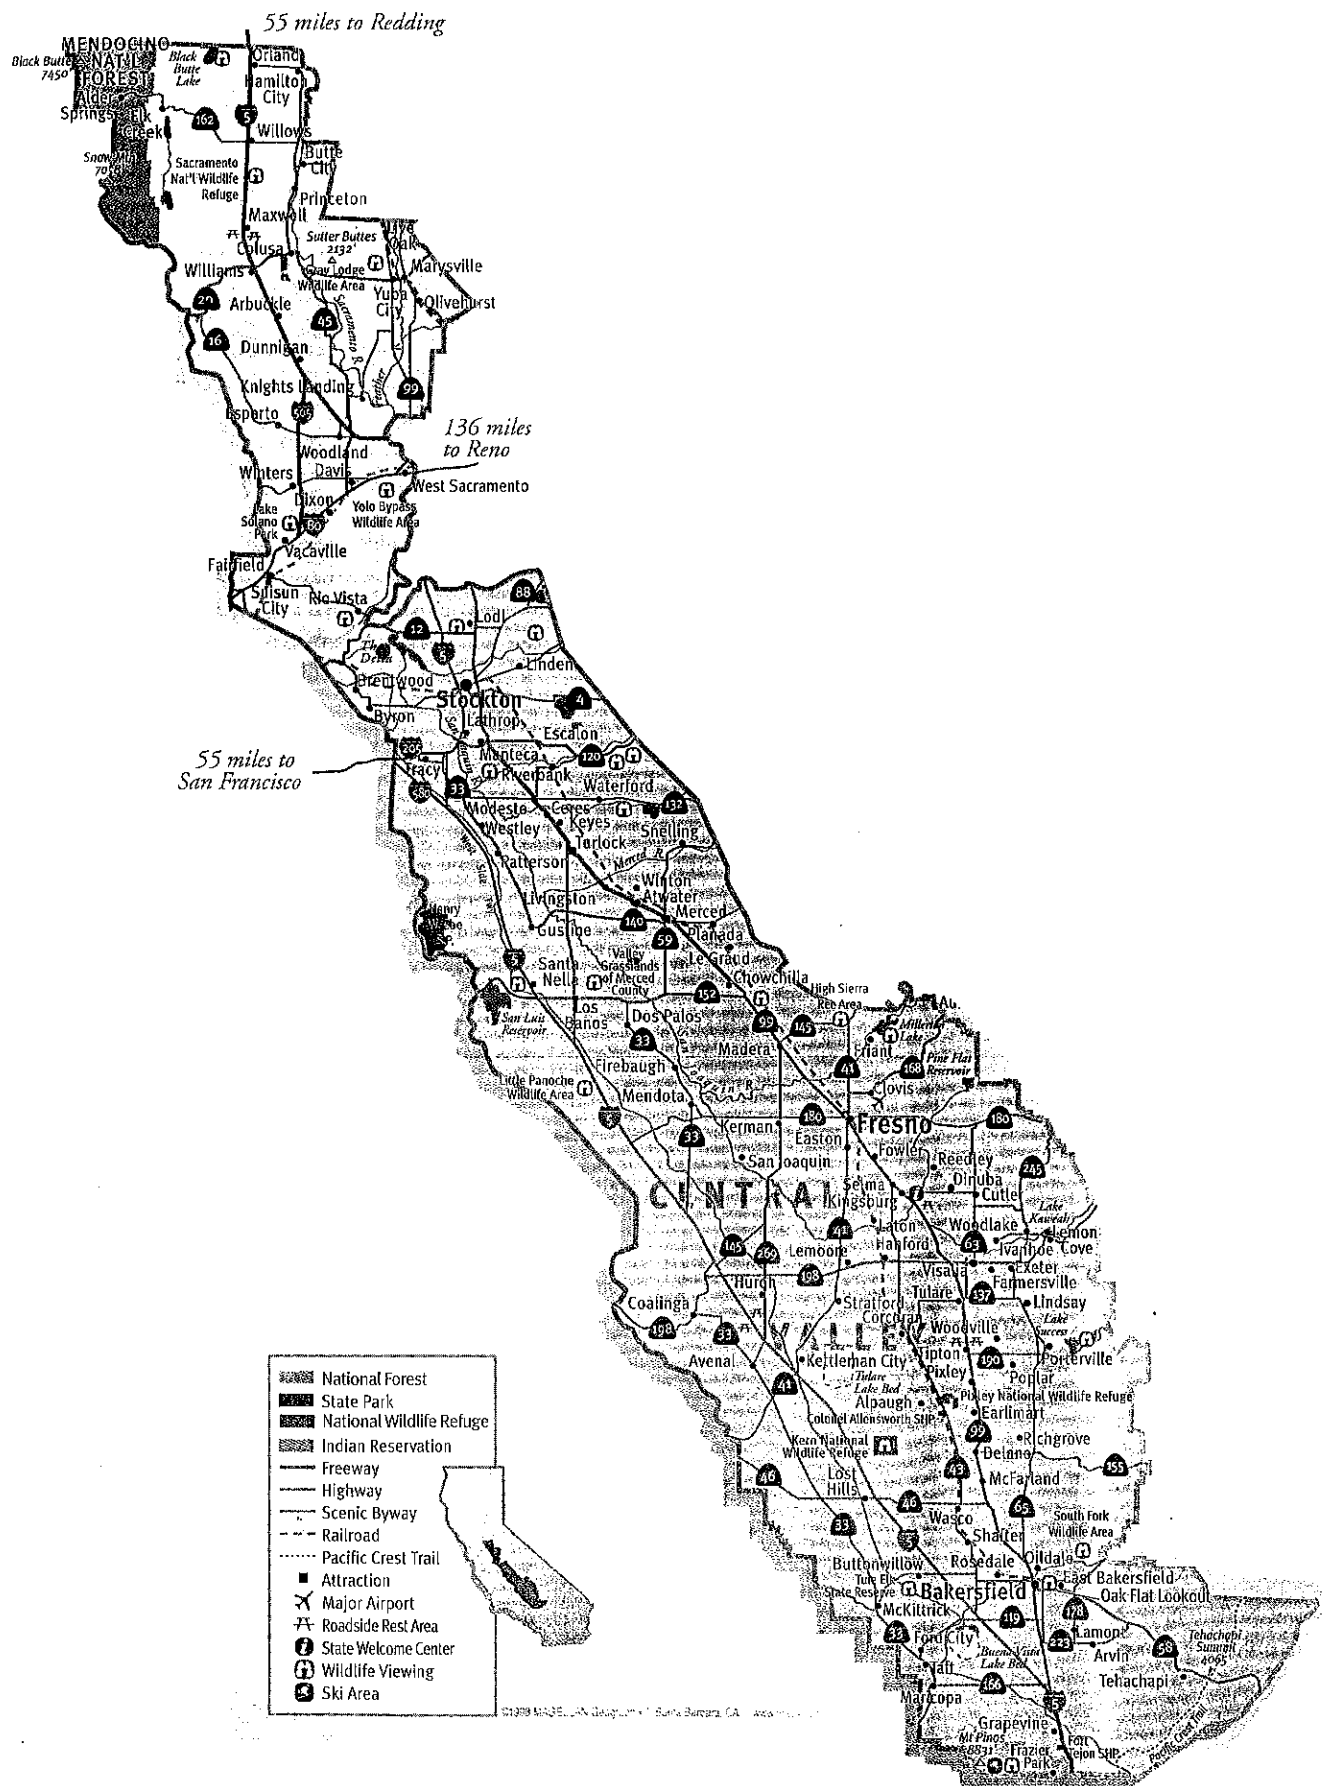 55 miles to Redding
MENDOCINO
NAT'L
FOREST
Black Butte
7450'
Black
Butte
Lake
Orland
Hamilton
City
Alder
Springs
Elk
Creek
162
5
Willows
Butte
City
Snow Mtn
Sacramento
Nat'l Wildlife
Refuge
Princeton
Maxwell
Colusa
Sutter Buttes
2132'
Gray Lodge
Wildlife Area
Live
Oak
Marysville
Williams
Yuba
City
Olivehurst
20
Arbuckle
45
Sacramento R.
16
Dunnigan
Knights Landing
Feather
99
505
Esparto
136 miles
to Reno
Woodland
Davis
Winters
West Sacramento
Dixon
Lake
Solano
Park
80
Yolo Bypass
Wildlife Area
Vacaville
Fairfield
Suisun
City
Rio Vista
88
12
Lodi
5
The
Delta
Linden
Brentwood
Stockton
4
Byron
Lathrop
Escalon
205
55 miles to
San Francisco
Tracy
Manteca
120
Riverbank
580
33
Waterford
132
Modesto
Ceres
Westley
Keyes
Snelling
Turlock
Patterson
Merced R.
West Side
Winton
Atwater
Livingston
Merced
Henry
140
Gustine
Planada
59
Le Grand
5
Santa
Nella
Valley
Grasslands
of Merced
County
Chowchilla
152
High Sierra
Rec Area
San Luis
Reservoir
Los
Banos
Dos Palos
99
145
Millerton
Lake
33
Madera
Friant
Firebaugh
41
168
Pine Flat
Reservoir
Little Panoche
Wildlife Area
Mendota
Clovis
5
180
Fresno
180
33
Kerman
Easton
Fowler
San Joaquin
Reedley
245
CENTRAL
Selma
Kingsburg
Dinuba
Cutler
Laton
Woodlake
Lake
Kaweah
41
Lemon
Cove
145
269
Lemoore
Hanford
63
Ivanhoe
198
Visalia
Exeter
Huron
Farmersville
Coalinga
Stratford
Tulare
137
Lindsay
Corcoran
198
33
VALLEY
Woodville
Lake
Success
Avenal
Kettleman City
Tipton
190
Porterville
Tulare
Lake Bed
Pixley
Poplar
41
Alpaugh
Pixley National Wildlife Refuge
Colonel Allensworth SHP
Earlimart
Kern National
Wildlife Refuge
99
Richgrove
Delano
46
Lost
Hills
43
McFarland
155
46
65
Wasco
33
5
Shafter
South Fork
Wildlife Area
Buttonwillow
Rosedale
Oildale
Tule Elk
State Reserve
Bakersfield
East Bakersfield
Oak Flat Lookout
McKittrick
119
178
33
Ford City
Buena Vista
Lake Bed
223
Lamont
Arvin
58
Tehachapi
Summit
4065
Taft
Tehachapi
Maricopa
166
5
Grapevine
Mt Pinos
8831'
Frazier
Park
Fort
Tejon SHP
Pacific Crest Trail
National Forest
State Park
National Wildlife Refuge
Indian Reservation
Freeway
Highway
Scenic Byway
Railroad
Pacific Crest Trail
Attraction
Major Airport
Roadside Rest Area
State Welcome Center
Wildlife Viewing
Ski Area